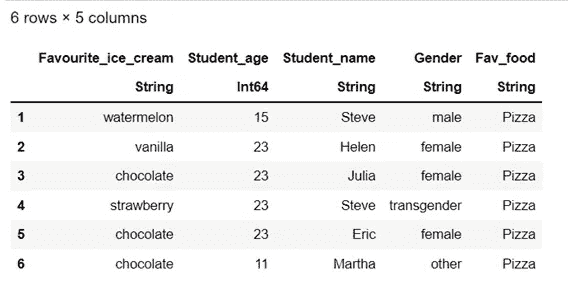 6 rows × 5 columns
Favourite_ice_cream Student_age Student_name Gender Fav_food
String Int64 String String String
1 watermelon 15 Steve male Pizza
2 vanilla 23 Helen female Pizza
3 chocolate 23 Julia female Pizza
4 strawberry 23 Steve transgender Pizza
5 chocolate 23 Eric female Pizza
6 chocolate 11 Martha other Pizza